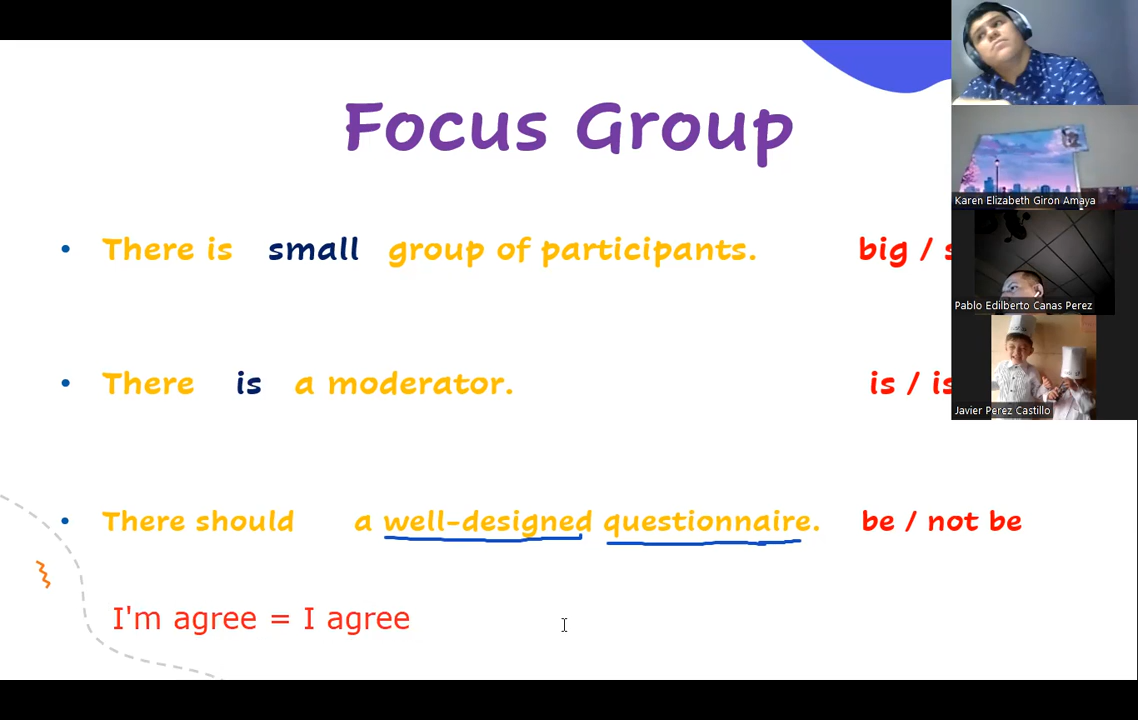 Focus Group
• There is small group of participants. big /
• There is a moderator. is /
• There should a well-designed questionnaire. be / not be
I'm agree = I agree
Karen Elizabeth Giron Amaya
Pablo Edilberto Canas Perez
Javier Perez Castillo